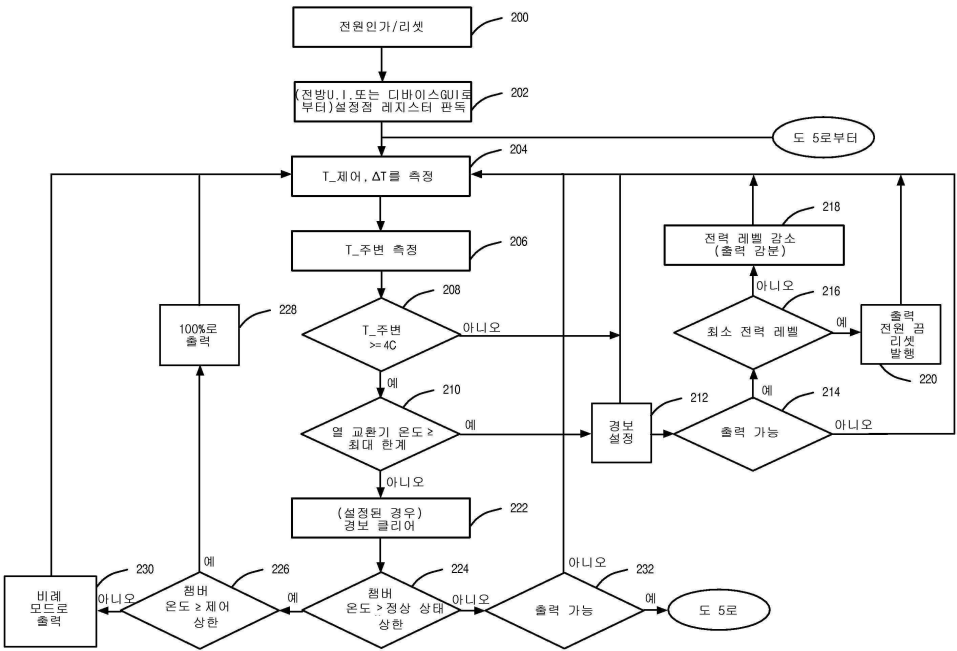 전원인가/리셋
200
(전방U.I.또는 디바이스GUI로
부터)설정점 레지스터 판독
202
도 5로부터
T_제어, ΔT를 측정
204
T_주변 측정
206
전력 레벨 감소
(출력 감분)
218
아니오
100%로
출력
228
T_주변
>=4C
208
아니오
예
최소 전력 레벨
216
예
출력
전원 끔
리셋
발행
220
예
열 교환기 온도≥
최대 한계
210
예
아니오
경보
설정
212
출력 가능
214
아니오
(설정된 경우)
경보 클리어
222
비례
모드로
출력
230
아니오
챔버
온도≥제어
상한
226
예
예
챔버
온도>정상 상태
상한
224
아니오
출력 가능
232
아니오
예
도 5로